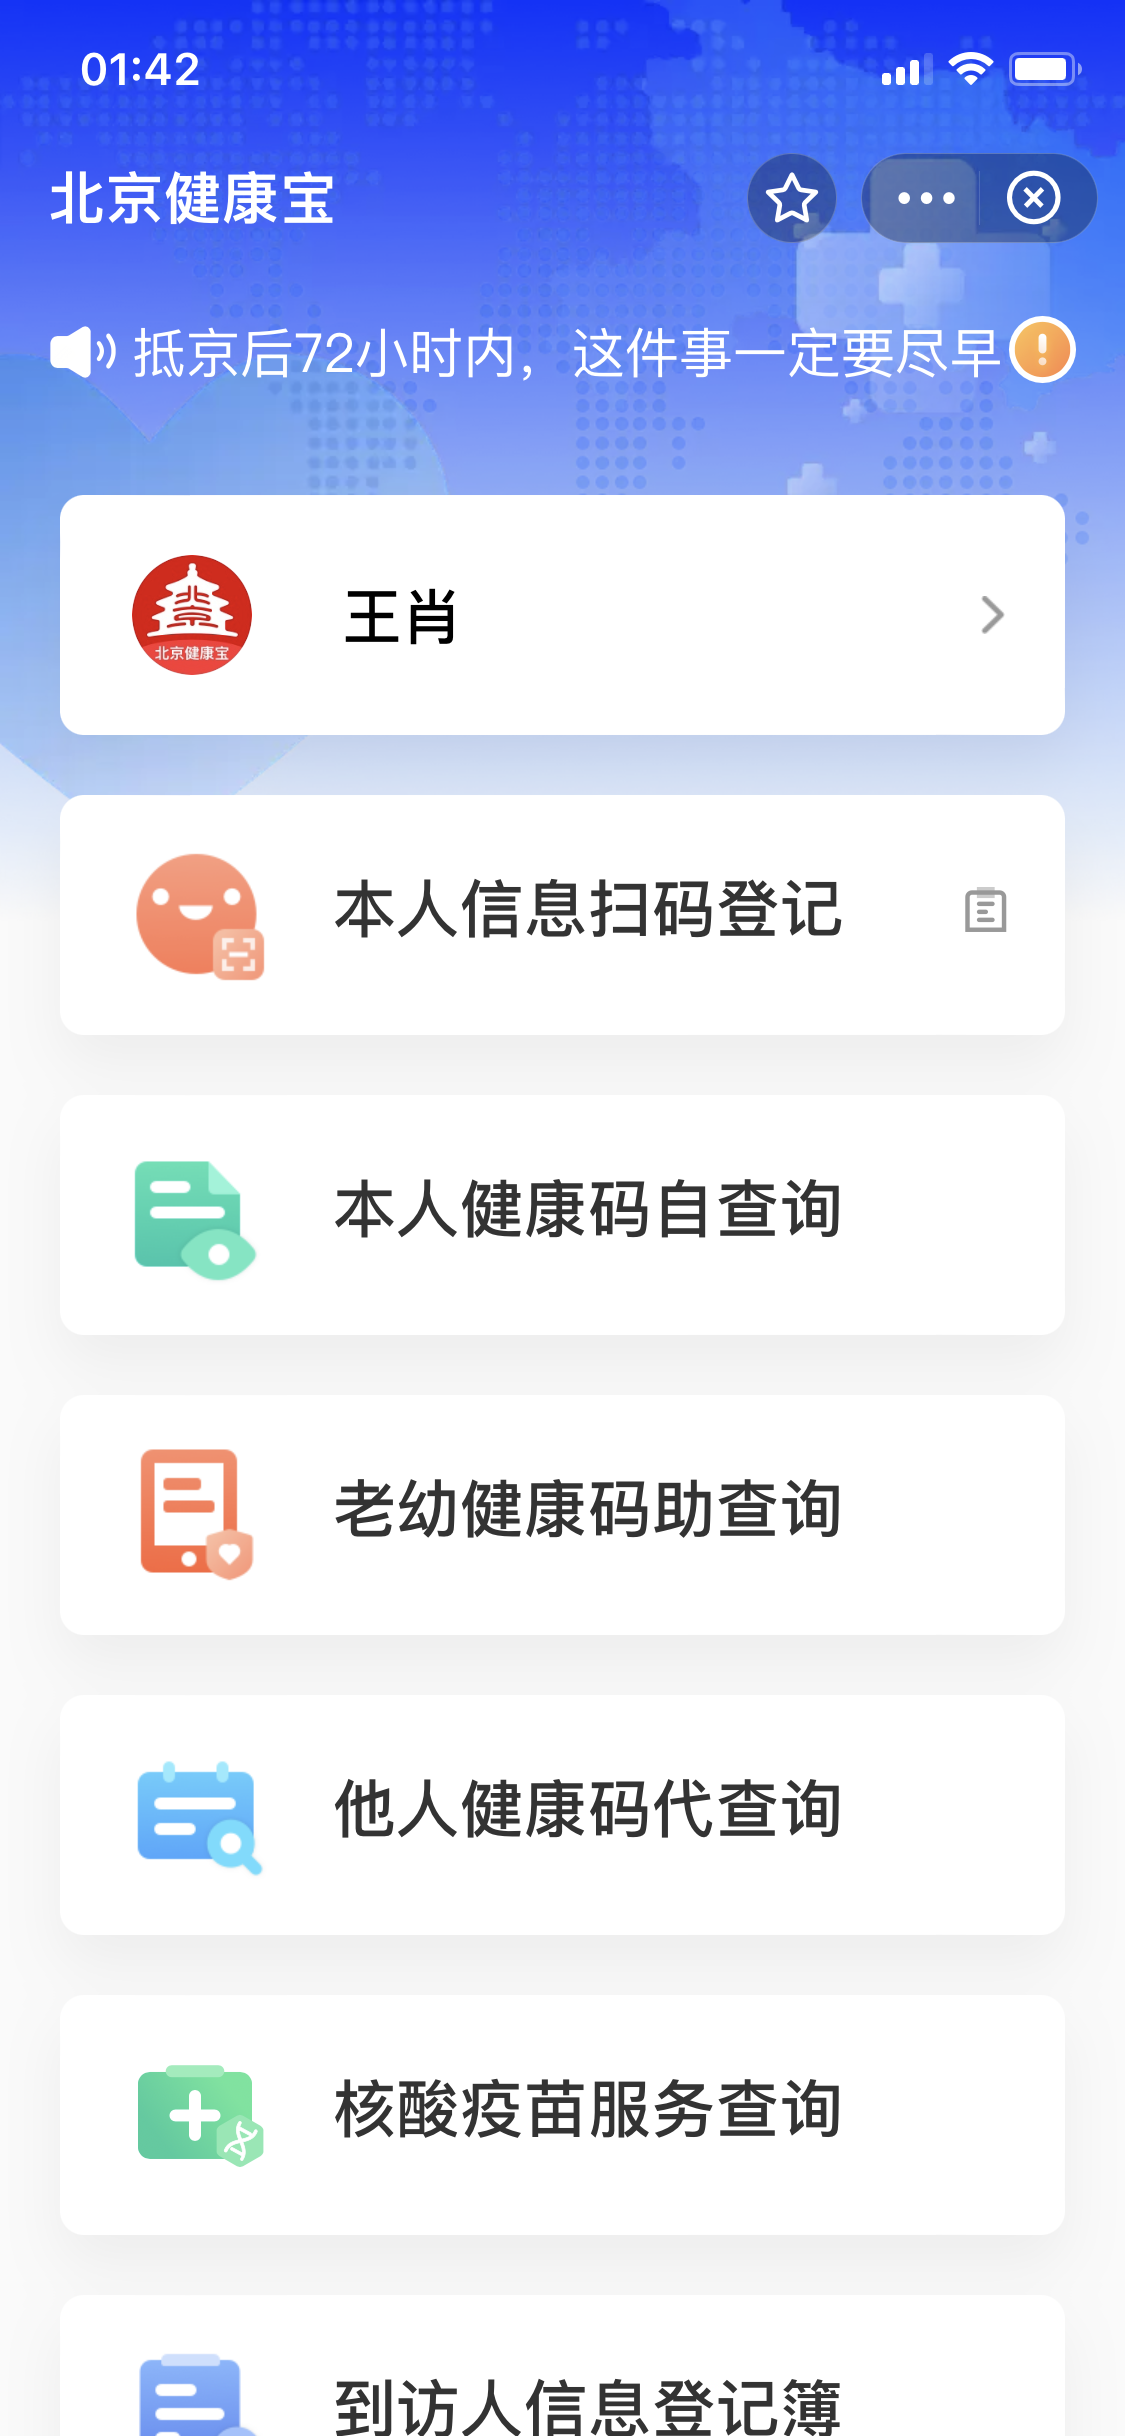 01:42
北京健康宝
抵京后72小时内，这件事一定要尽早
王肖
北京健康宝
本人信息扫码登记
本人健康码自查询
老幼健康码助查询
他人健康码代查询
核酸疫苗服务查询
到访人信息登记簿